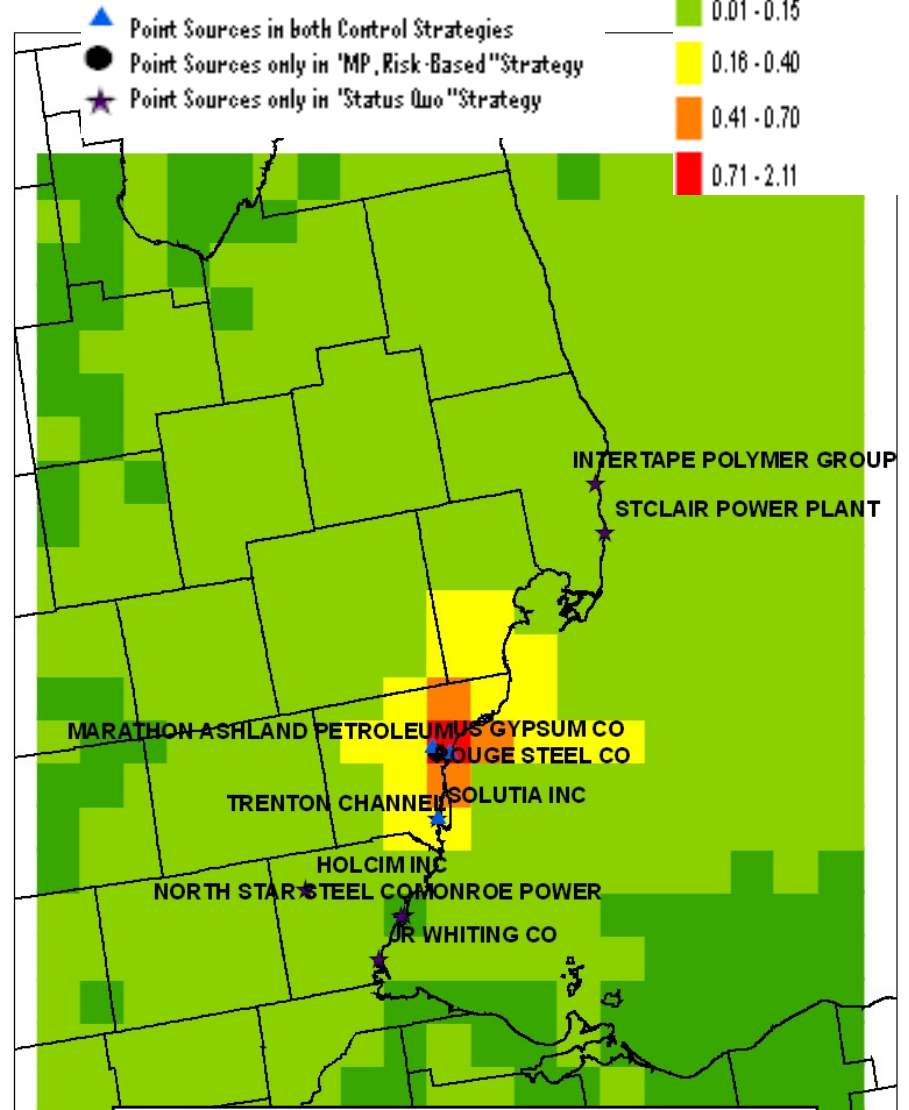 Point Sources in both Control Strategies
Point Sources only in "MP, Risk-Based" Strategy
Point Sources only in "Status Quo" Strategy
0.01 - 0.15
0.16 - 0.40
0.41 - 0.70
0.71 - 2.11
INTERTAPE POLYMER GROUP
STCLAIR POWER PLANT
MARATHON ASHLAND PETROLEUM
US GYPSUM CO
OUGE STEEL CO
SOLUTIA INC
TRENTON CHANNEL
HOLCIM INC
NORTH STAR STEEL CO
MONROE POWER
JR WHITING CO